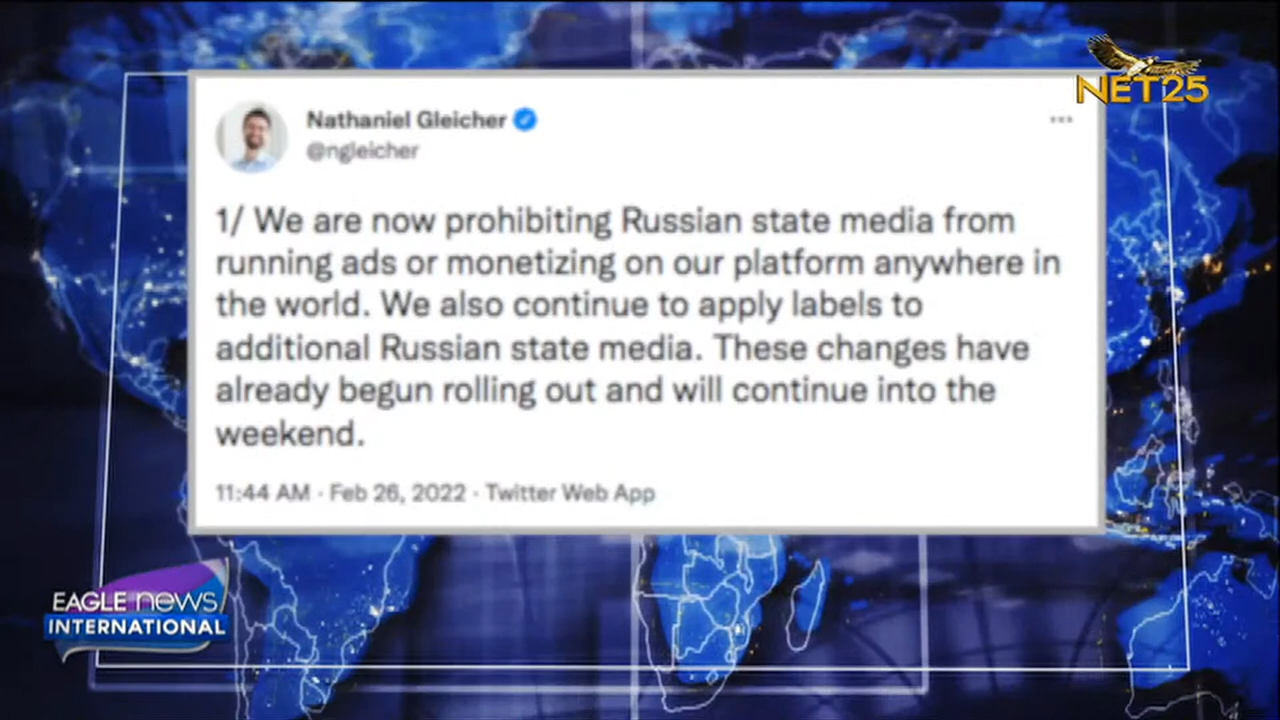 NET25
Nathaniel Gleicher
@ngleicher
1/ We are now prohibiting Russian state media from
running ads or monetizing on our platform anywhere in
the world. We also continue to apply labels to
additional Russian state media. These changes have
already begun rolling out and will continue into the
weekend.
11:44 AM · Feb 26, 2022 · Twitter Web App
EAGLE news
INTERNATIONAL